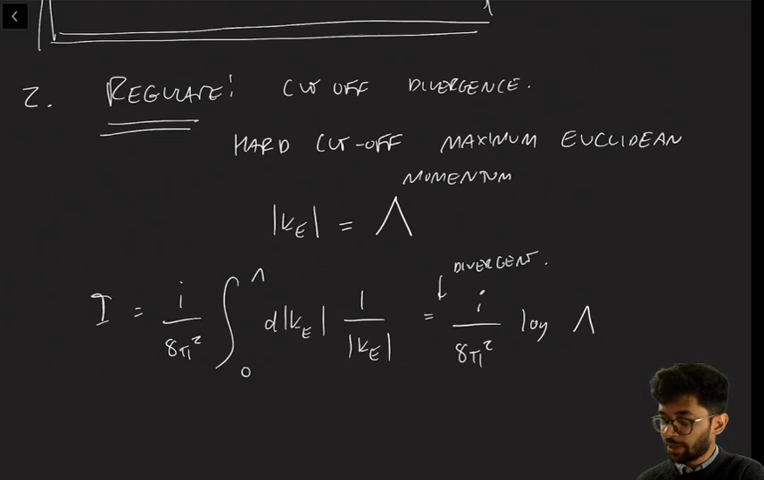 2. REGULATE! CUT OFF DIVERGENCE.
HARD CUT-OFF MAXIMUM EUCLIDEAN
MOMENTUM
|k_E| = Λ
DIVERGENT.
I = i/8π² ∫₀^Λ d|k_E| 1/|k_E| = i/8π² log Λ